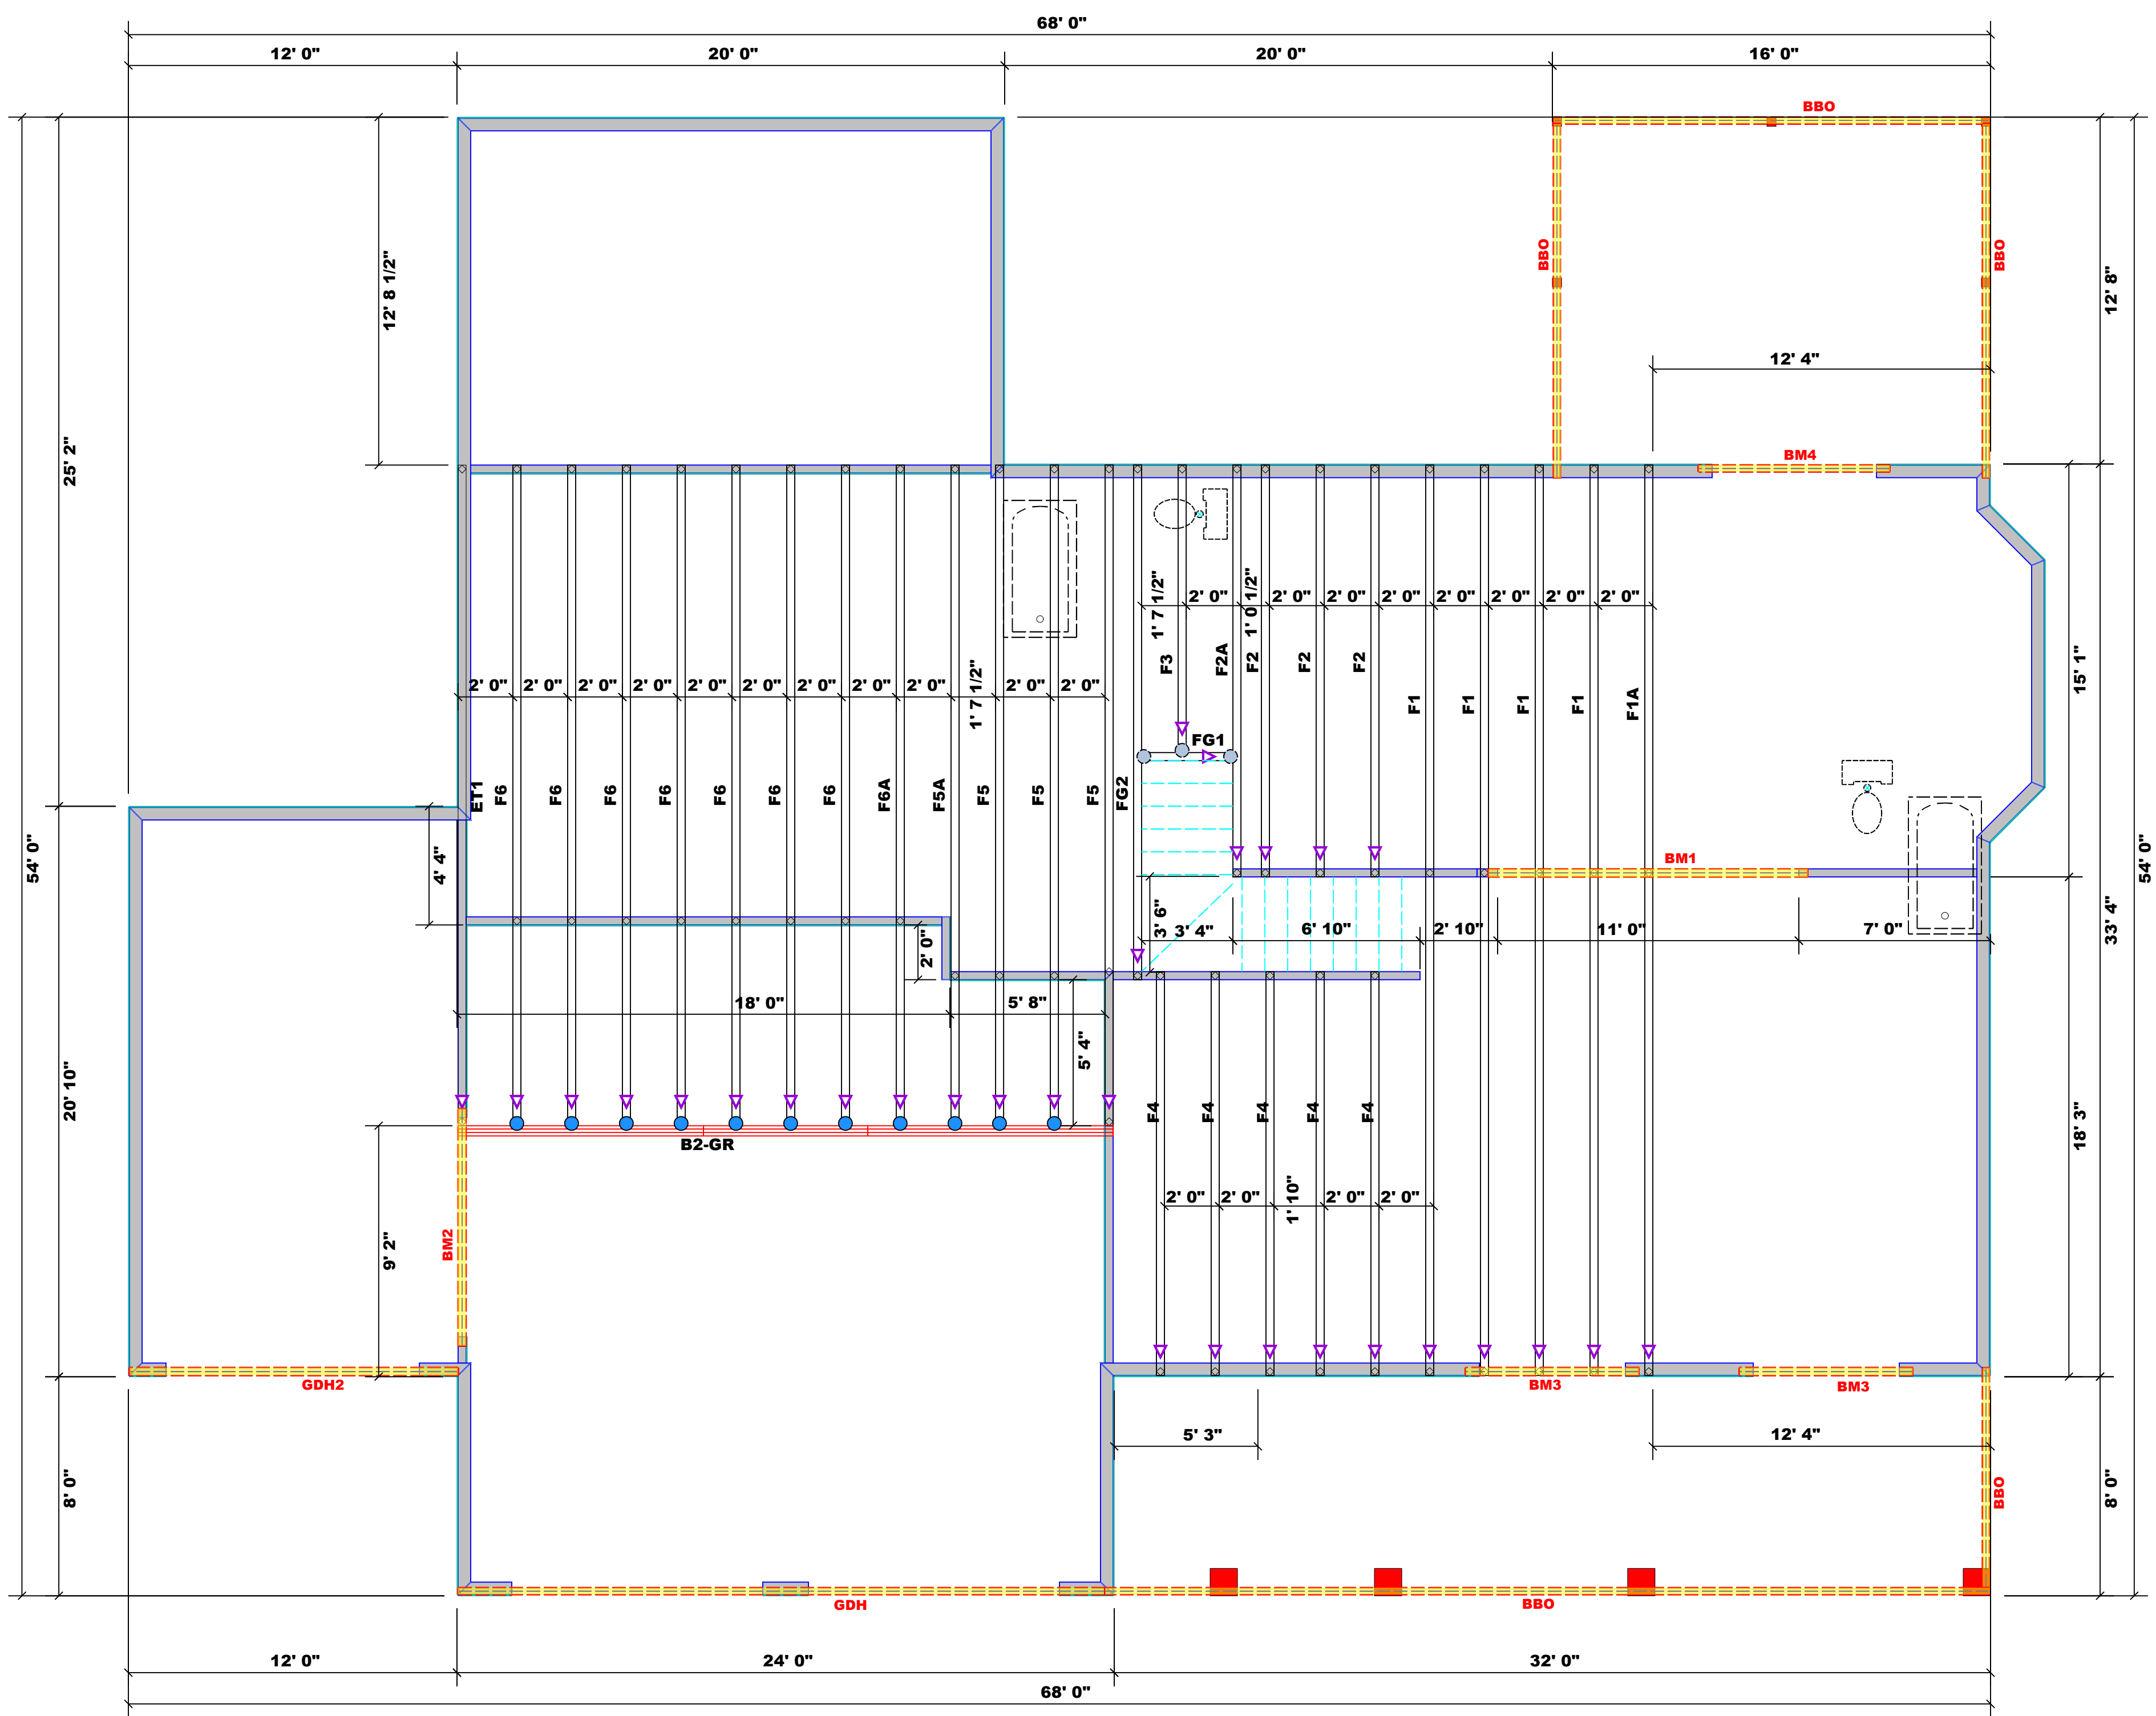 68' 0"
12' 0"
20' 0"
20' 0"
16' 0"
BBO
12' 8 1/2"
25' 2"
54' 0"
BBO
BBO
12' 8"
12' 4"
BM4
1' 7 1/2"
2' 0"
1' 0 1/2"
2' 0"
2' 0"
2' 0"
2' 0"
2' 0"
2' 0"
F3
F2A
F2
F2
F2
F1
F1
F1
F1
F1A
15' 1"
2' 0"
2' 0"
2' 0"
2' 0"
2' 0"
2' 0"
2' 0"
2' 0"
2' 0"
1' 7 1/2"
2' 0"
2' 0"
FG1
ET1
F6
F6
F6
F6
F6
F6
F6
F6A
F5A
F5
F5
F5
FG2
4' 4"
BM1
54' 0"
33' 4"
3' 6"
3' 4"
6' 10"
2' 10"
11' 0"
7' 0"
2' 0"
18' 0"
5' 8"
5' 4"
20' 10"
F4
F4
F4
F4
F4
18' 3"
B2-GR
BM2
9' 2"
2' 0"
2' 0"
1' 10"
2' 0"
2' 0"
GDH2
BM3
BM3
5' 3"
12' 4"
8' 0"
BBO
8' 0"
GDH
BBO
12' 0"
24' 0"
32' 0"
68' 0"